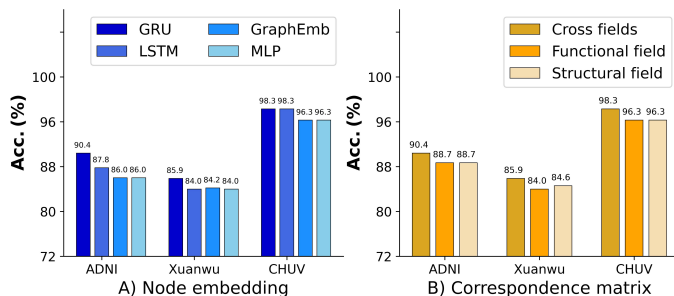 GRU
LSTM
GraphEmb
MLP
Acc. (%)
100
96
88
80
72
90.4
87.8
86.0
86.0
85.9
84.0
84.2
84.0
98.3
98.3
96.3
96.3
ADNI
Xuanwu
CHUV
A) Node embedding
Cross fields
Functional field
Structural field
Acc. (%)
100
96
88
80
72
90.4
88.7
88.7
85.9
84.0
84.6
98.3
96.3
96.3
ADNI
Xuanwu
CHUV
B) Correspondence matrix